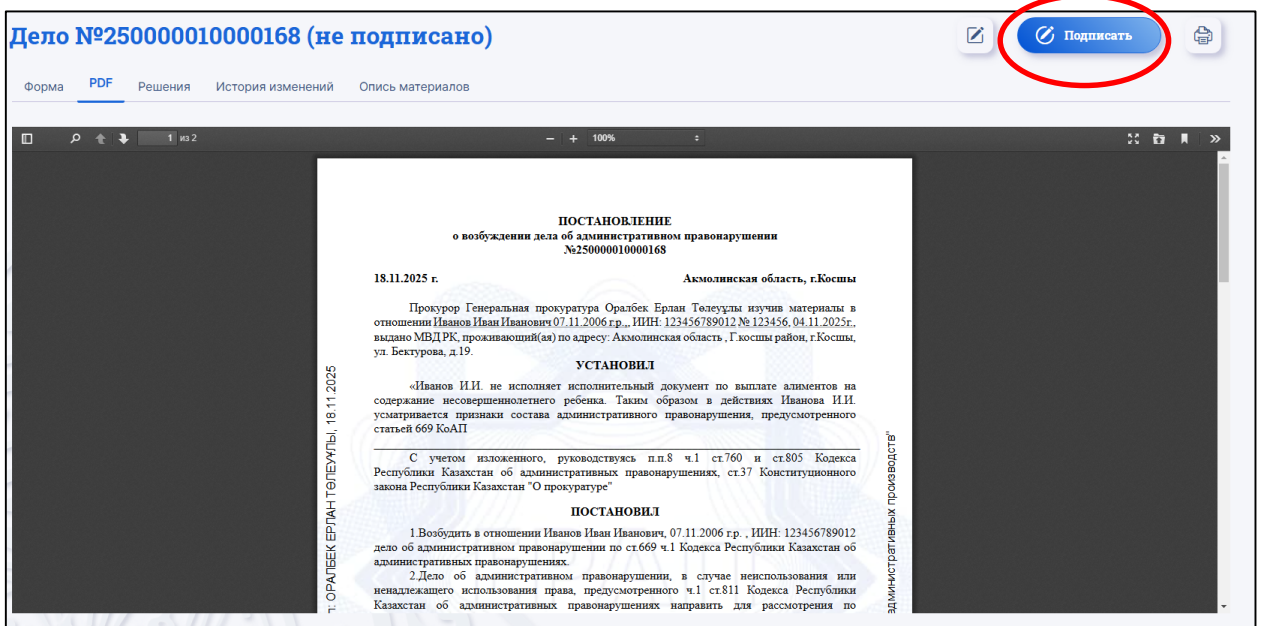 Дело №250000010000168 (не подписано)
Подписать
Форма
PDF
Решения
История изменений
Опись материалов
1 из 2
100%
ПОСТАНОВЛЕНИЕ
о возбуждении дела об административном правонарушении
№250000010000168
18.11.2025 г.
Акмолинская область, г.Косшы
Прокурор Генеральная прокуратура Оралбек Ерлан Төлеуұлы изучив материалы в
отношении Иванов Иван Иванович 07.11.2006 г.р., ИИН: 123456789012 № 123456, 04.11.2025г.,
выдано МВД РК, проживающий(ая) по адресу: Акмолинская область , Г.косшы район, г.Косшы,
ул. Бектурова, д.19.
УСТАНОВИЛ
«Иванов И.И. не исполняет исполнительный документ по выплате алиментов на
содержание несовершеннолетнего ребенка. Таким образом в действиях Иванова И.И.
усматривается признаки состава административного правонарушения, предусмотренного
статьей 669 КоАП
С учетом изложенного, руководствуясь п.п.8 ч.1 ст.760 и ст.805 Кодекса
Республики Казахстан об административных правонарушениях, ст.37 Конституционного
закона Республики Казахстан "О прокуратуре"
ПОСТАНОВИЛ
1.Возбудить в отношении Иванов Иван Иванович, 07.11.2006 г.р. , ИИН: 123456789012
дело об административном правонарушении по ст.669 ч.1 Кодекса Республики Казахстан об
административных правонарушениях.
2.Дело об административном правонарушении, в случае неиспользования или
ненадлежащего использования права, предусмотренного ч.1 ст.811 Кодекса Республики
Казахстан об административных правонарушениях направить для рассмотрения по
: ОРАЛБЕК ЕРЛАН ТӨЛЕУҰЛЫ, 18.11.2025
административных производств"